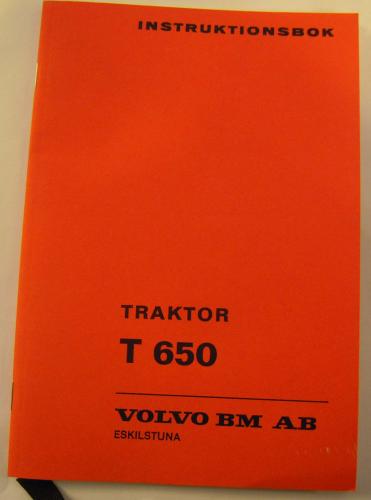 INSTRUKTIONSBOK
TRAKTOR
T 650
VOLVO BM AB
ESKILSTUNA